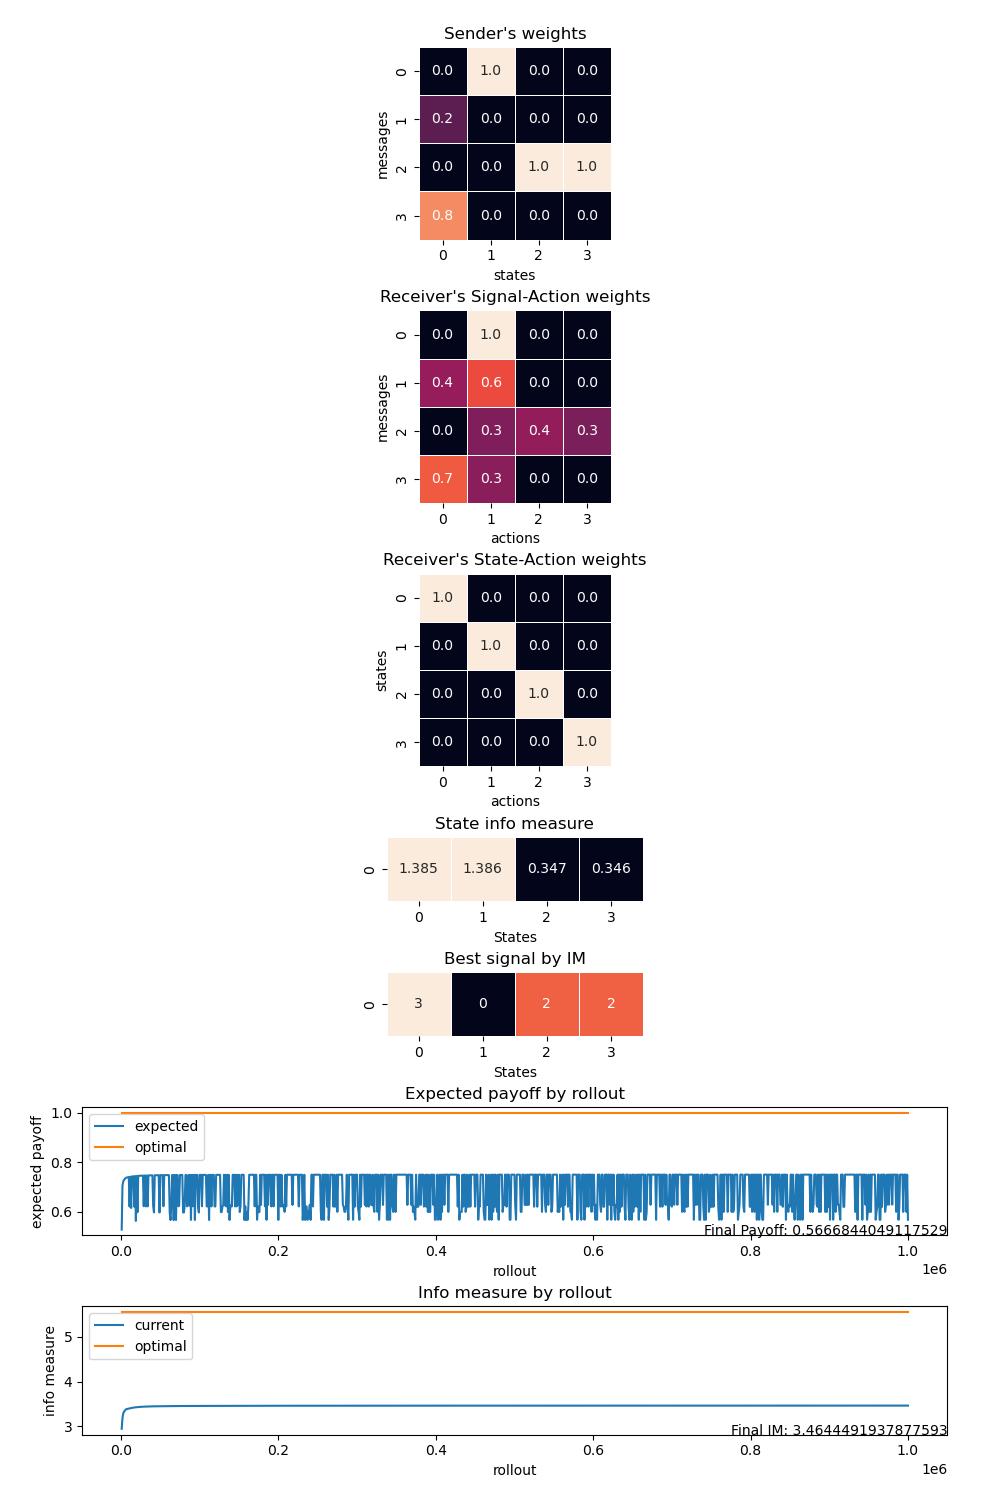 Sender's weights
messages
0 0.0 1.0 0.0 0.0
1 0.2 0.0 0.0 0.0
2 0.0 0.0 1.0 1.0
3 0.8 0.0 0.0 0.0
0 1 2 3
states
Receiver's Signal-Action weights
messages
0 0.0 1.0 0.0 0.0
1 0.4 0.6 0.0 0.0
2 0.0 0.3 0.4 0.3
3 0.7 0.3 0.0 0.0
0 1 2 3
actions
Receiver's State-Action weights
states
0 1.0 0.0 0.0 0.0
1 0.0 1.0 0.0 0.0
2 0.0 0.0 1.0 0.0
3 0.0 0.0 0.0 1.0
0 1 2 3
actions
State info measure
0 1.385 1.386 0.347 0.346
0 1 2 3
States
Best signal by IM
0 3 0 2 2
0 1 2 3
States
Expected payoff by rollout
expected payoff
1.0
0.8
0.6
expected
optimal
Final Payoff: 0.5666844049117529
0.0 0.2 0.4 0.6 0.8 1.0
1e6
rollout
Info measure by rollout
info measure
5
4
3
current
optimal
Final IM: 3.4644491937877593
0.0 0.2 0.4 0.6 0.8 1.0
1e6
rollout